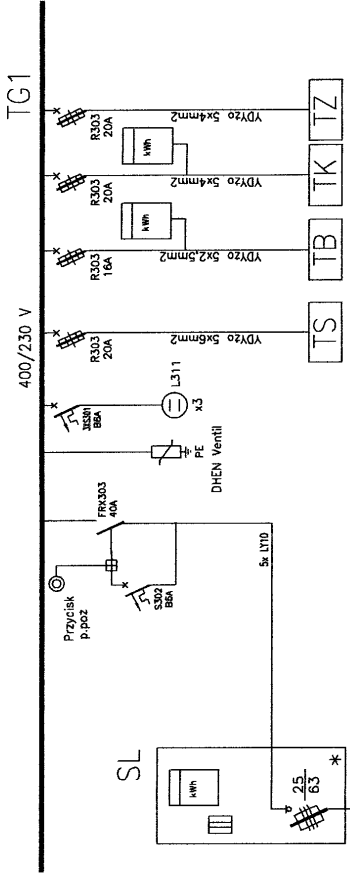 TG1
400/230 V
R303
20A
YDYżo 5x4mm2
TZ
kWh
R303
20A
YDYżo 5x4mm2
TK
kWh
R303
16A
YDYżo 5x2,5mm2
TB
R303
20A
YDYżo 5x6mm2
TS
B6A
L311
x3
PE
DHEN Ventil
FRX303
40A
Przycisk
p.poż
S302
B6A
5x LY10
SL
kWh
25
63
*